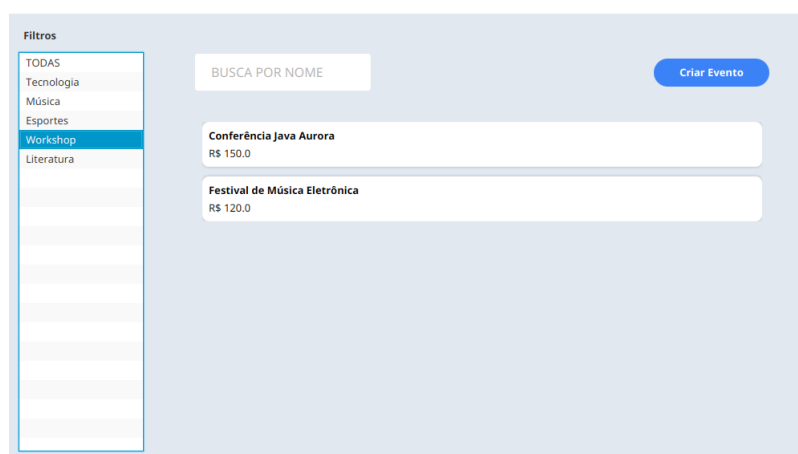 Filtros
TODAS
Tecnologia
Música
Esportes
Workshop
Literatura
BUSCA POR NOME
Criar Evento
Conferência Java Aurora
R$ 150.0
Festival de Música Eletrônica
R$ 120.0